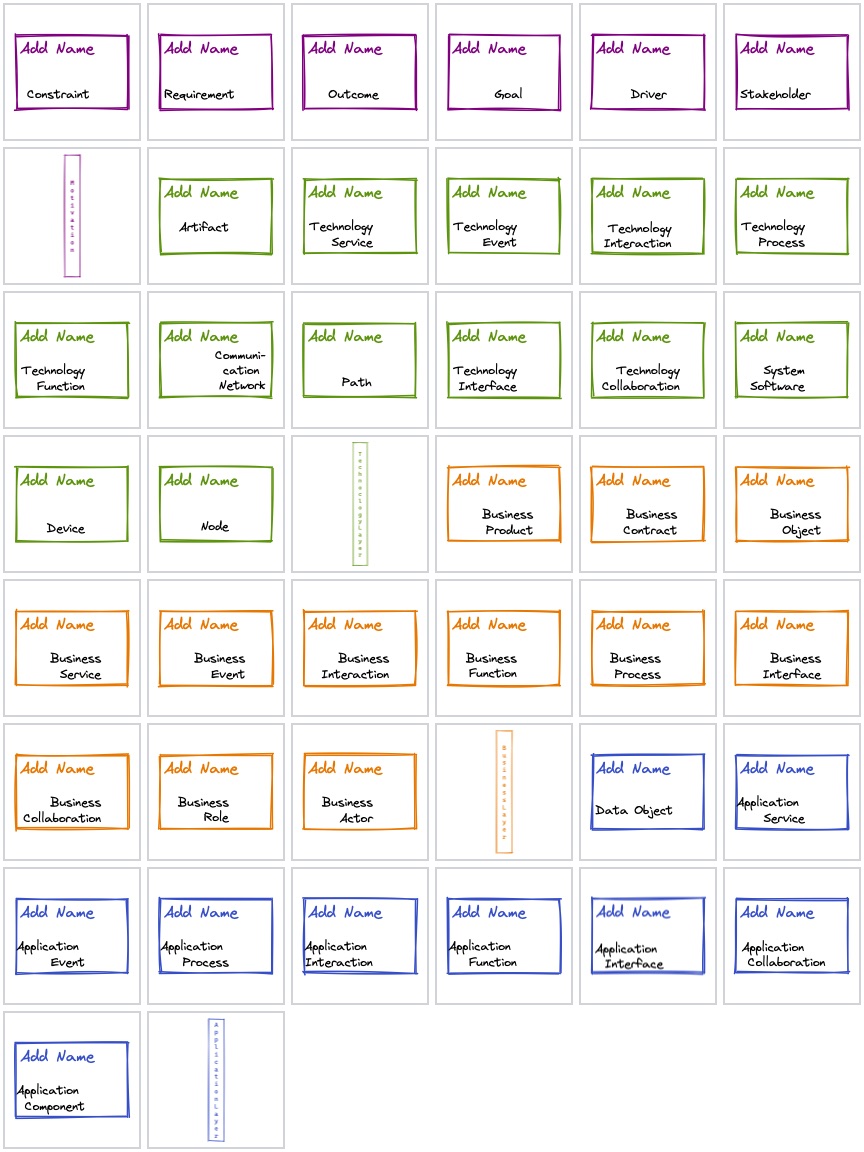 Add Name
Constraint
Add Name
Requirement
Add Name
Outcome
Add Name
Goal
Add Name
Driver
Add Name
Stakeholder
Motivation
Add Name
Artifact
Add Name
Technology
Service
Add Name
Technology
Event
Add Name
Technology
Interaction
Add Name
Technology
Process
Add Name
Technology
Function
Add Name
Communi-
cation
Network
Add Name
Path
Add Name
Technology
Interface
Add Name
Technology
Collaboration
Add Name
System
Software
Add Name
Device
Add Name
Node
TechnologyLayer
Add Name
Business
Product
Add Name
Business
Contract
Add Name
Business
Object
Add Name
Business
Service
Add Name
Business
Event
Add Name
Business
Interaction
Add Name
Business
Function
Add Name
Business
Process
Add Name
Business
Interface
Add Name
Business
Collaboration
Add Name
Business
Role
Add Name
Business
Actor
BusinessLayer
Add Name
Data Object
Add Name
Application
Service
Add Name
Application
Event
Add Name
Application
Process
Add Name
Application
Interaction
Add Name
Application
Function
Add Name
Application
Interface
Add Name
Application
Collaboration
Add Name
Application
Component
ApplicationLayer